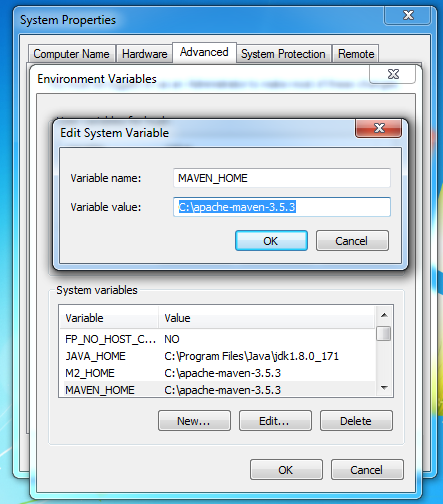 System Properties
Computer Name Hardware Advanced System Protection Remote
Environment Variables
Edit System Variable
Variable name: MAVEN_HOME
Variable value: C:\apache-maven-3.5.3
OK Cancel
System variables
Variable Value
FP_NO_HOST_C... NO
JAVA_HOME C:\Program Files\Java\jdk1.8.0_171
M2_HOME C:\apache-maven-3.5.3
MAVEN_HOME C:\apache-maven-3.5.3
New... Edit... Delete
OK Cancel